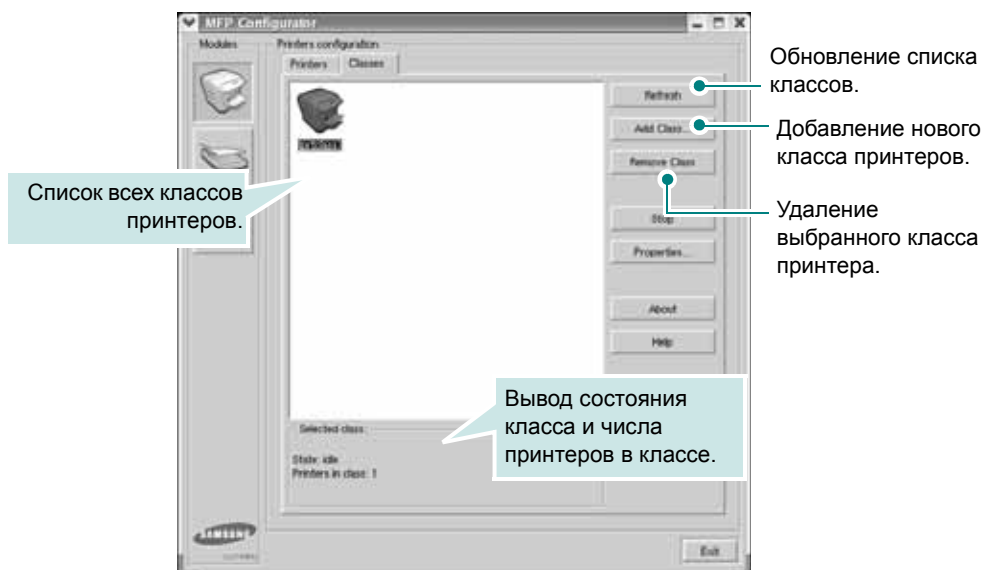 MFP Configurator
Modules
Printers configuration
Printers
Classes
Refresh
Add Class...
Remove Class
Stop
Properties...
About
Help
Selected class:
State: idle
Printers in class: 1
SAMSUNG
Exit
Список всех классов
принтеров.
Вывод состояния
класса и числа
принтеров в классе.
Обновление списка
классов.
Добавление нового
класса принтеров.
Удаление
выбранного класса
принтера.